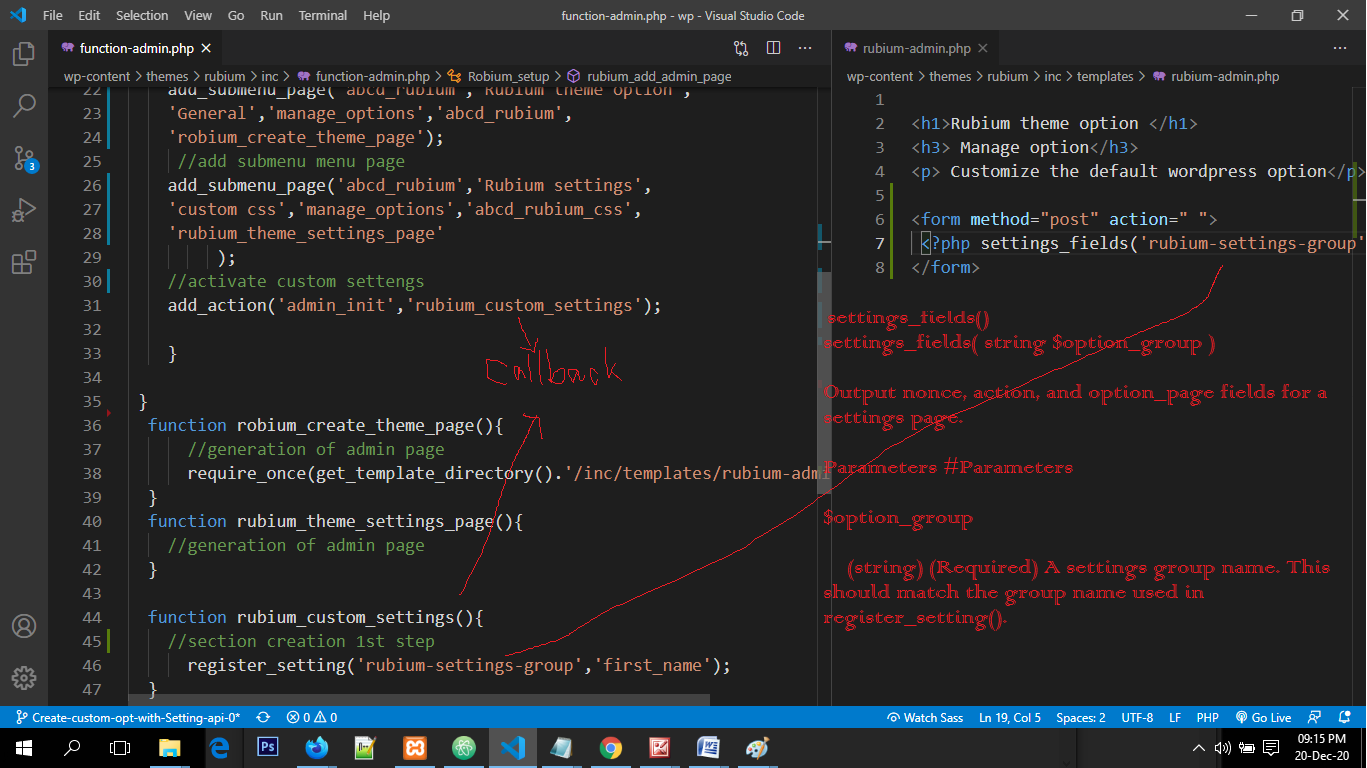 File Edit Selection View Go Run Terminal Help function-admin.php - wp - Visual Studio Code
function-admin.php
wp-content > themes > rubium > inc > function-admin.php > Robium_setup > rubium_add_admin_page
22 add_submenu_page('abcd_rubium','Rubium theme option',
23 'General','manage_options','abcd_rubium',
24 'robium_create_theme_page');
25 //add submenu menu page
26 add_submenu_page('abcd_rubium','Rubium settings',
27 'custom css','manage_options','abcd_rubium_css',
28 'rubium_theme_settings_page'
29 );
30 //activate custom settengs
31 add_action('admin_init','rubium_custom_settings');
32
33 }
34
35 }
36 function robium_create_theme_page(){
37 //generation of admin page
38 require_once(get_template_directory().'/inc/templates/rubium-adm
39 }
40 function rubium_theme_settings_page(){
41 //generation of admin page
42 }
43
44 function rubium_custom_settings(){
45 //section creation 1st step
46 register_setting('rubium-settings-group','first_name');
47 }
callback
rubium-admin.php
wp-content > themes > rubium > inc > templates > rubium-admin.php
1
2 <h1>Rubium theme option </h1>
3 <h3> Manage option</h3>
4 <p> Customize the default wordpress option</p>
5
6 <form method="post" action=" ">
7 <?php settings_fields('rubium-settings-group'
8 </form>
settings_fields()
settings_fields( string $option_group )
Output nonce, action, and option_page fields for a
settings page.
Parameters #Parameters
$option_group
(string) (Required) A settings group name. This
should match the group name used in
register_setting().
3
Create-custom-opt-with-Setting-api-0* 0 0 Watch Sass Ln 19, Col 5 Spaces: 2 UTF-8 LF PHP Go Live
Ps
W
09:15 PM
20-Dec-20